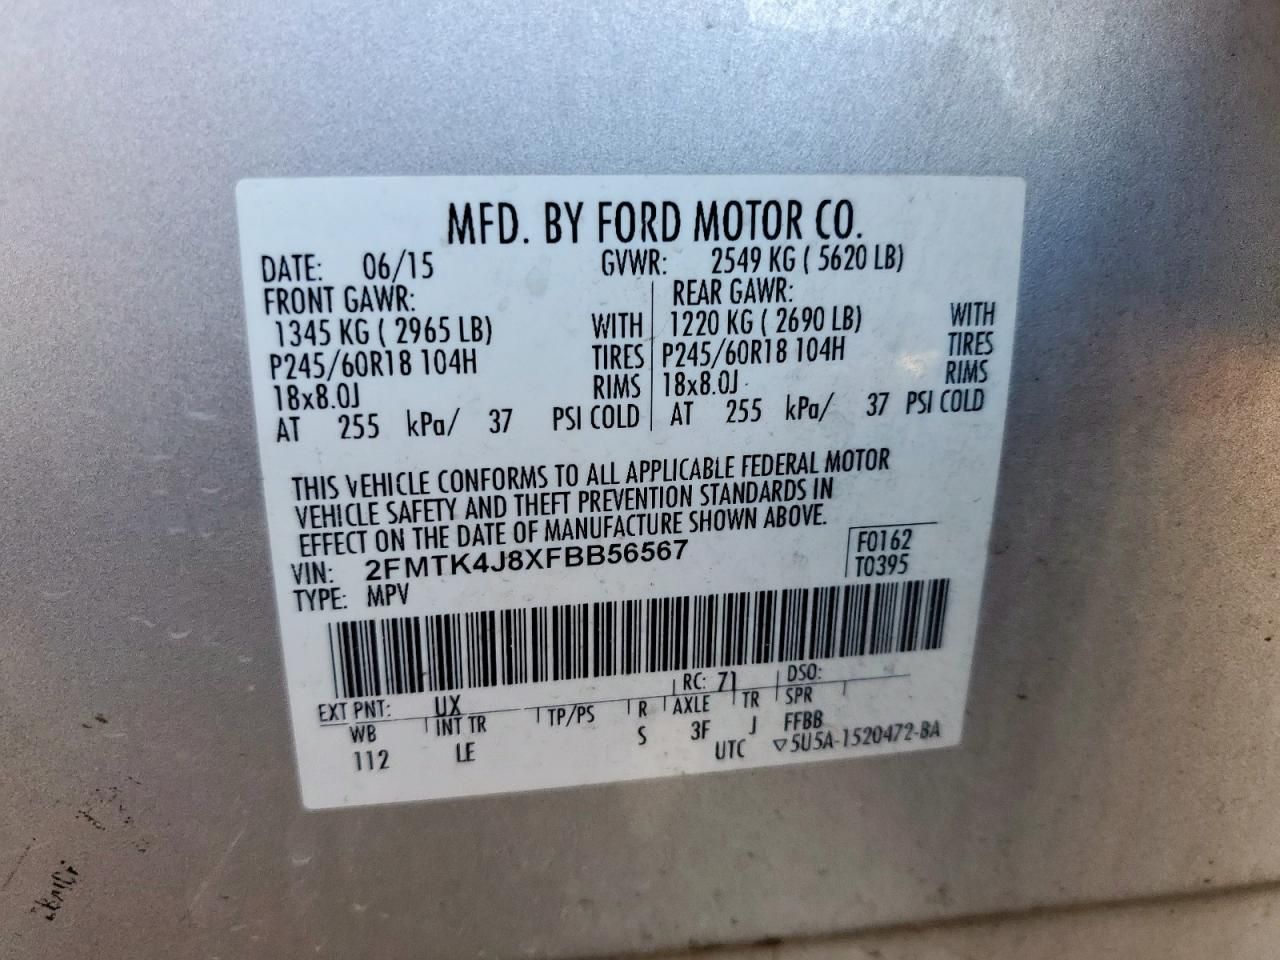 MFD. BY FORD MOTOR CO.
DATE: 06/15 GVWR: 2549 KG ( 5620 LB)
FRONT GAWR: REAR GAWR:
1345 KG ( 2965 LB) WITH 1220 KG ( 2690 LB) WITH
P245/60R18 104H TIRES P245/60R18 104H TIRES
18x8.0J RIMS 18x8.0J RIMS
AT 255 kPa/ 37 PSI COLD AT 255 kPa/ 37 PSI COLD
THIS VEHICLE CONFORMS TO ALL APPLICABLE FEDERAL MOTOR
VEHICLE SAFETY AND THEFT PREVENTION STANDARDS IN
EFFECT ON THE DATE OF MANUFACTURE SHOWN ABOVE.
VIN: 2FMTK4J8XFBB56567 F0162
TYPE: MPV T0395
EXT PNT: UX RC: 71 DSO:
WB INT TR TP/PS R AXLE TR SPR
112 LE S 3F J FFBB
UTC ▽5U5A-1520472-BA